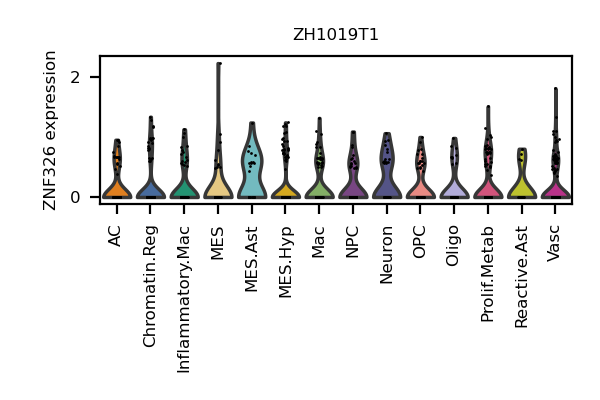 ZH1019T1
ZNF326 expression
2
0
AC
Chromatin.Reg
Inflammatory.Mac
MES
MES.Ast
MES.Hyp
Mac
NPC
Neuron
OPC
Oligo
Prolif.Metab
Reactive.Ast
Vasc